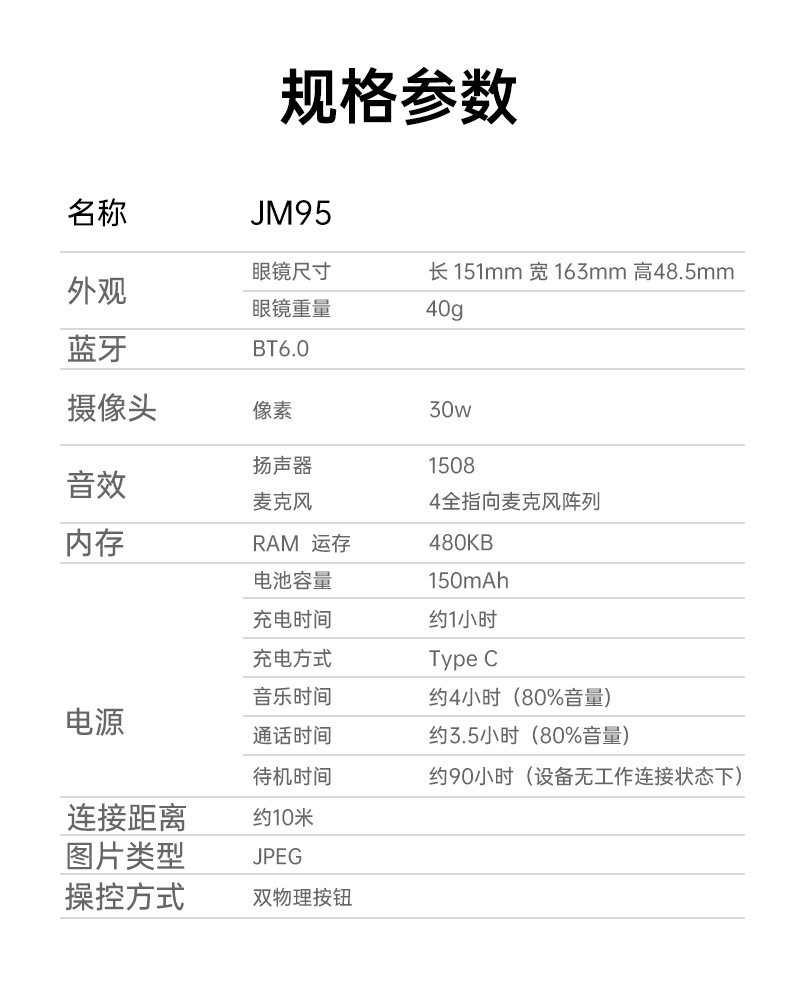 规格参数
名称 JM95
外观
眼镜尺寸 长 151mm 宽 163mm 高48.5mm
眼镜重量 40g
蓝牙 BT6.0
摄像头 像素 30w
音效
扬声器 1508
麦克风 4全指向麦克风阵列
内存 RAM 运存 480KB
电源
电池容量 150mAh
充电时间 约1小时
充电方式 Type C
音乐时间 约4小时（80%音量）
通话时间 约3.5小时（80%音量）
待机时间 约90小时（设备无工作连接状态下）
连接距离 约10米
图片类型 JPEG
操控方式 双物理按钮